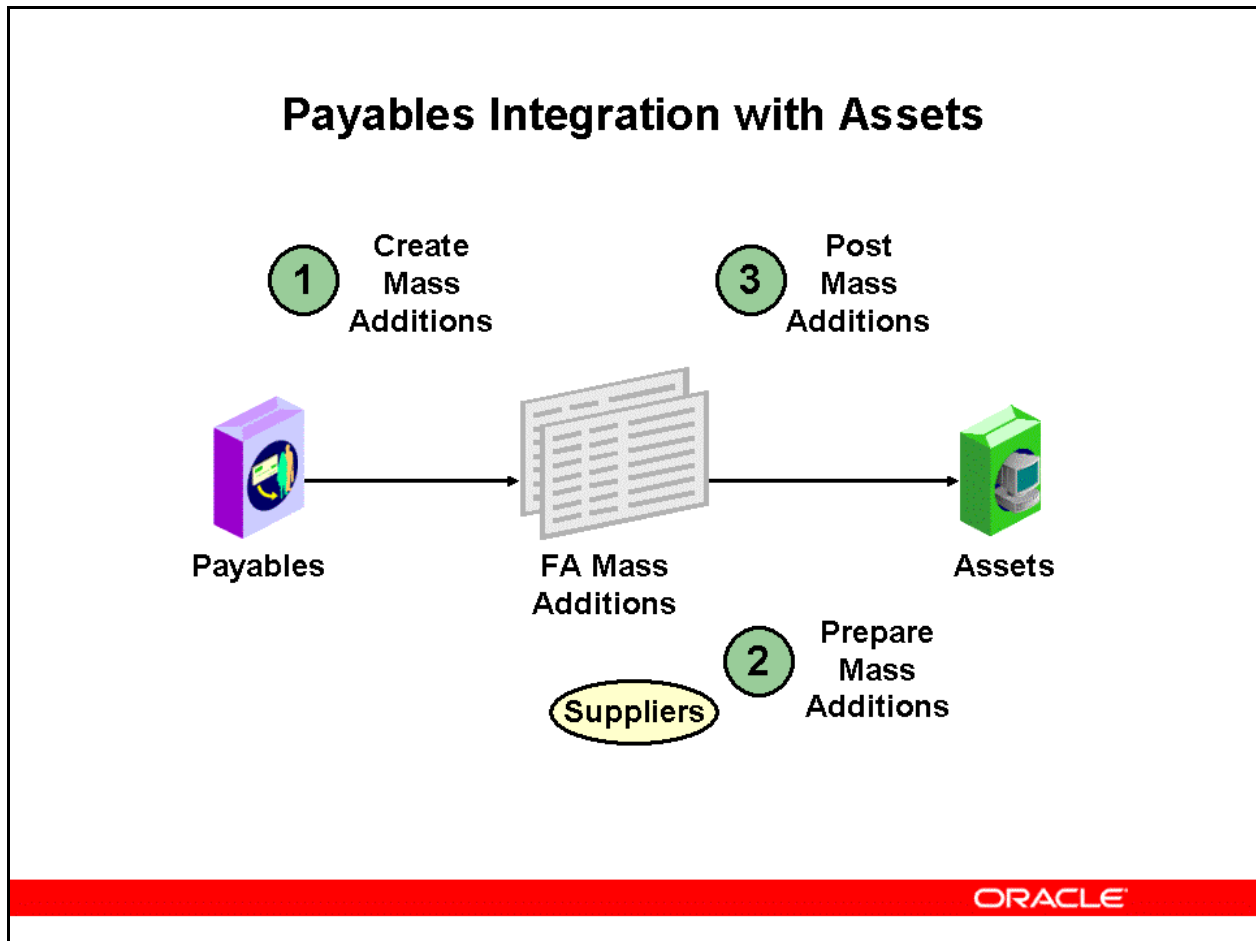 Payables Integration with Assets
1
Create
Mass
Additions
3
Post
Mass
Additions
Payables
FA Mass
Additions
Assets
2
Prepare
Mass
Additions
Suppliers
ORACLE